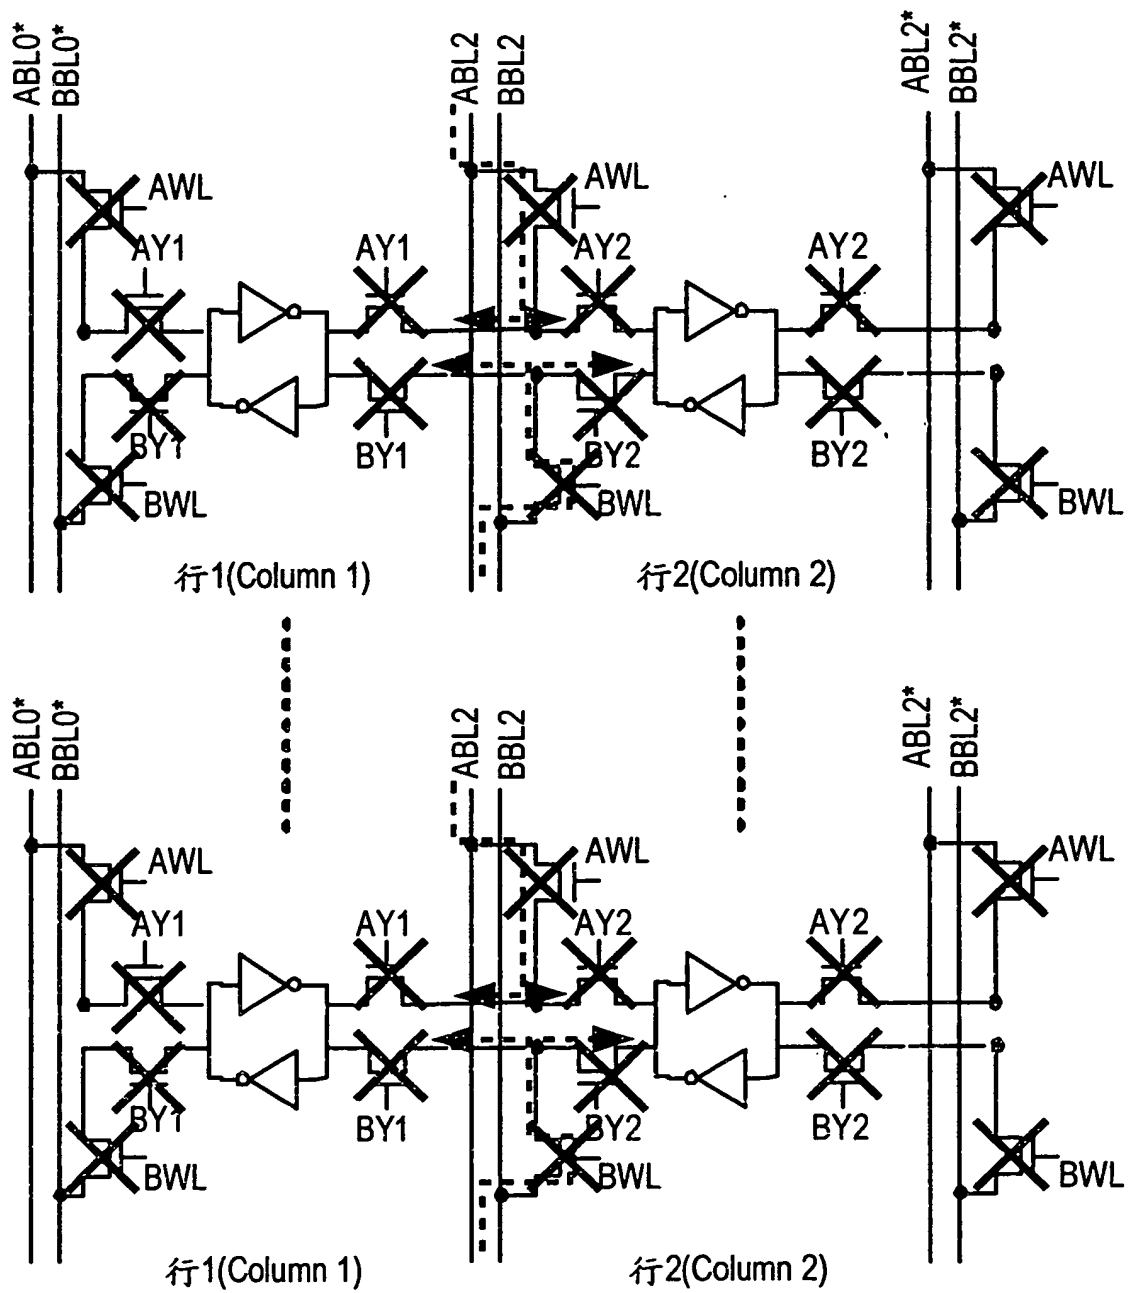 ABL0*
BBL0*
ABL2
BBL2
ABL2*
BBL2*
AWL
AWL
AWL
AY1
AY1
AY2
AY2
BY1
BY1
BY2
BY2
BWL
BWL
BWL
行1(Column 1)
行2(Column 2)
ABL0*
BBL0*
ABL2
BBL2
ABL2*
BBL2*
AWL
AWL
AWL
AY1
AY1
AY2
AY2
BY1
BY1
BY2
BY2
BWL
BWL
BWL
行1(Column 1)
行2(Column 2)